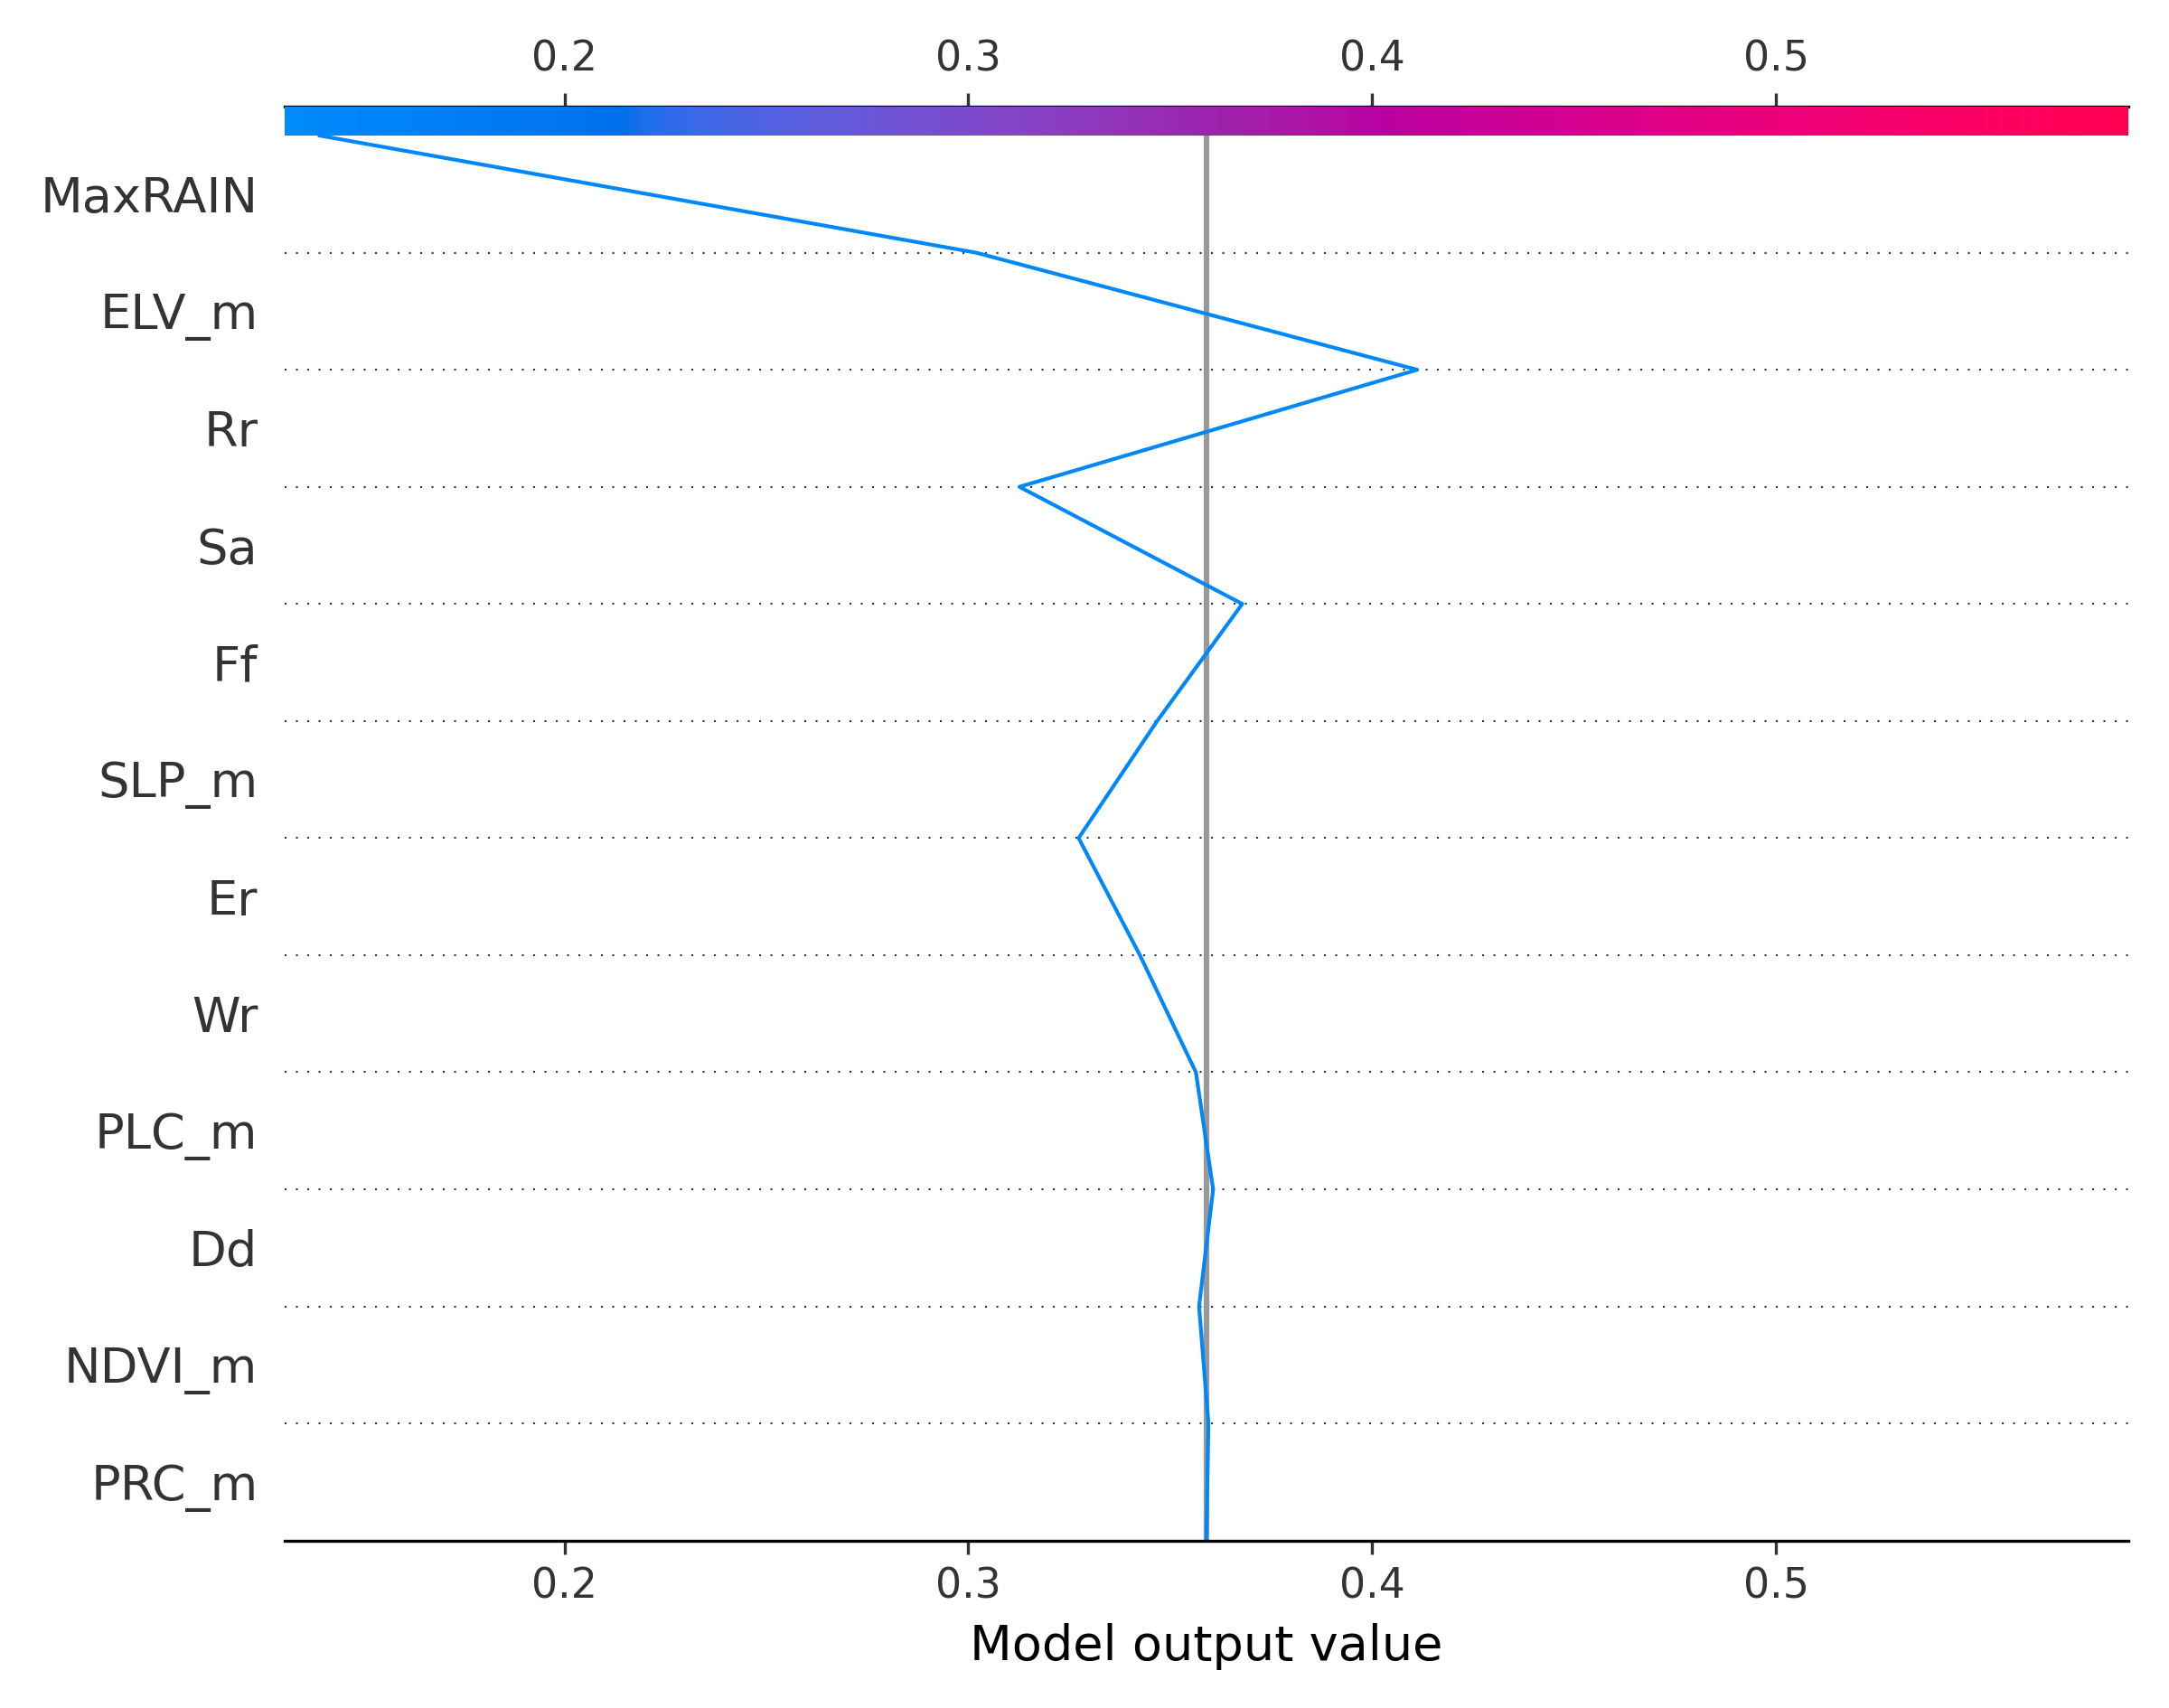 0.2 0.3 0.4 0.5
MaxRAIN
ELV_m
Rr
Sa
Ff
SLP_m
Er
Wr
PLC_m
Dd
NDVI_m
PRC_m
0.2 0.3 0.4 0.5
Model output value